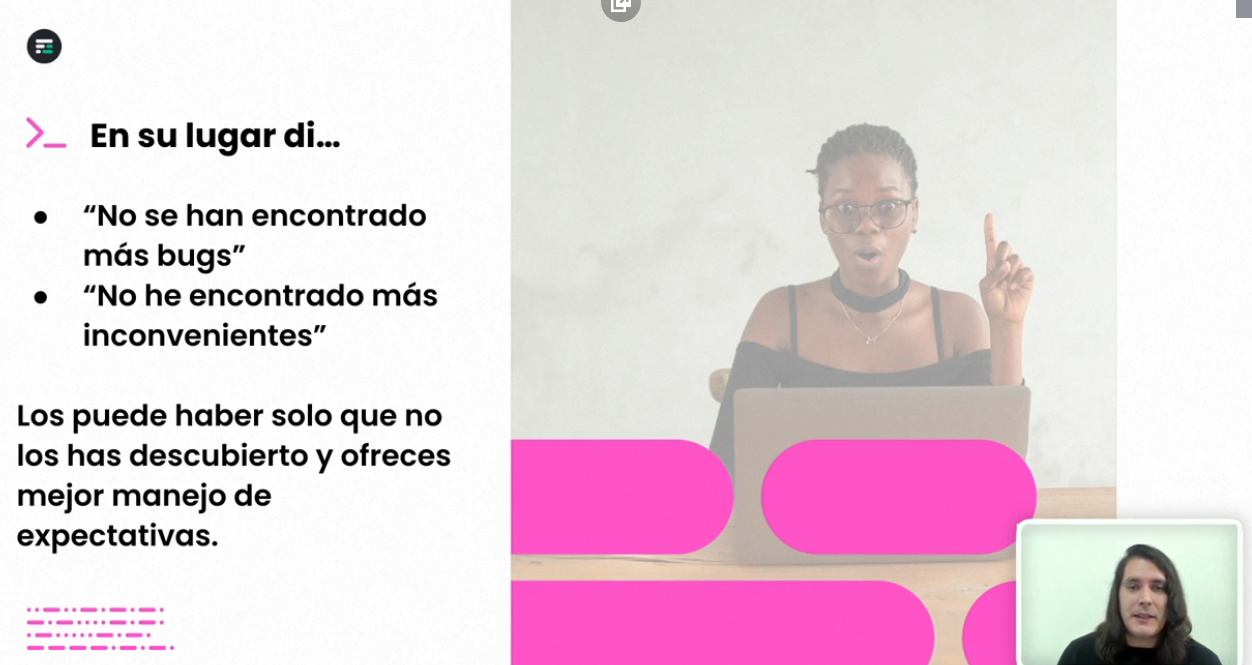 En su lugar di...
● “No se han encontrado
más bugs”
● “No he encontrado más
inconvenientes”
Los puede haber solo que no
los has descubierto y ofreces
mejor manejo de
expectativas.